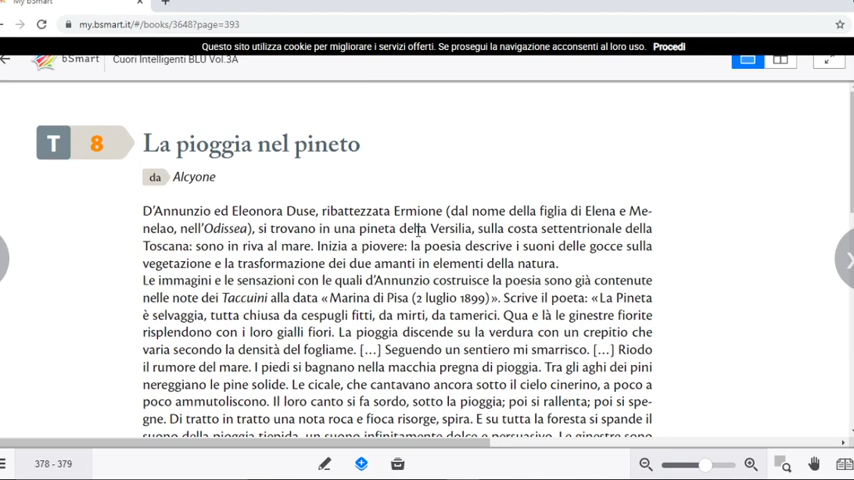 My bSmart
my.bsmart.it/#/books/3648?page=393
Questo sito utilizza cookie per migliorare i servizi offerti. Se prosegui la navigazione acconsenti al loro uso. Procedi
bSmart Cuori Intelligenti BLU Vol.3A
T 8 La pioggia nel pineto
da Alcyone
D’Annunzio ed Eleonora Duse, ribattezzata Ermione (dal nome della figlia di Elena e Me-
nelao, nell’Odissea), si trovano in una pineta della Versilia, sulla costa settentrionale della
Toscana: sono in riva al mare. Inizia a piovere: la poesia descrive i suoni delle gocce sulla
vegetazione e la trasformazione dei due amanti in elementi della natura.
Le immagini e le sensazioni con le quali d’Annunzio costruisce la poesia sono già contenute
nelle note dei Taccuini alla data «Marina di Pisa (2 luglio 1899)». Scrive il poeta: «La Pineta
è selvaggia, tutta chiusa da cespugli fitti, da mirti, da tamerici. Qua e là le ginestre fiorite
risplendono con i loro gialli fiori. La pioggia discende su la verdura con un crepitio che
varia secondo la densità del fogliame. [...] Seguendo un sentiero mi smarrisco. [...] Riodo
il rumore del mare. I piedi si bagnano nella macchia pregna di pioggia. Tra gli aghi dei pini
nereggiano le pine solide. Le cicale, che cantavano ancora sotto il cielo cinerino, a poco a
poco ammutoliscono. Il loro canto si fa sordo, sotto la pioggia; poi si rallenta; poi si spe-
gne. Di tratto in tratto una nota roca e fioca risorge, spira. E su tutta la foresta si spande il
suono della pioggia tiepida, un suono infinitamente dolce e persuasivo. Le ginestre sono
378 - 379